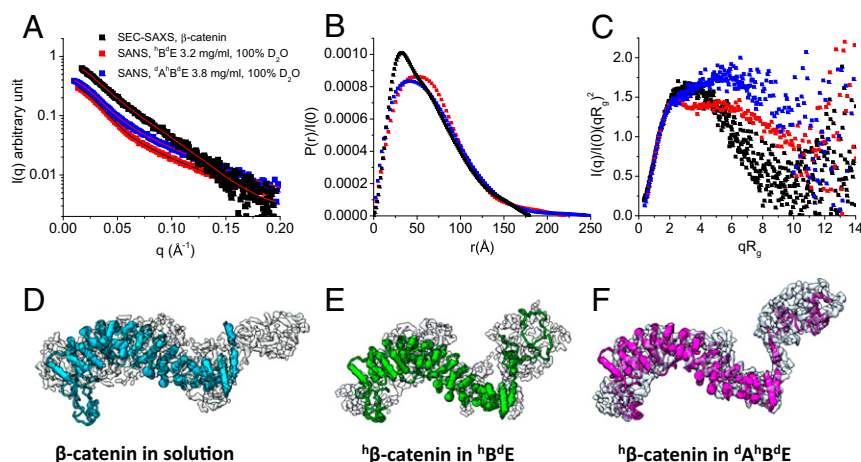 A
SEC-SAXS, β-catenin
SANS, ʰBᵈE 3.2 mg/ml, 100% D₂O
SANS, ᵈAʰBᵈE 3.8 mg/ml, 100% D₂O
I(q) arbitrary unit
1
0.1
0.01
0.00 0.05 0.10 0.15 0.20
q (Å⁻¹)
B
P(r)/I(0)
0.0010
0.0008
0.0006
0.0004
0.0002
0.0000
0 50 100 150 200 250
r(Å)
C
I(q)/I(0)(qRg)²
2.0
1.5
1.0
0.5
0.0
0 2 4 6 8 10 12 14
qRg
D
β-catenin in solution
E
ʰβ-catenin in ʰBᵈE
F
ʰβ-catenin in ᵈAʰBᵈE